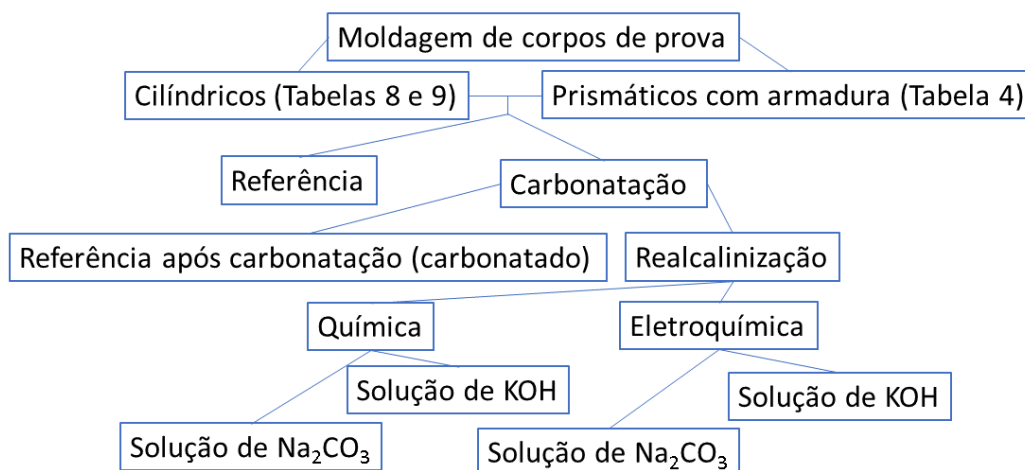 Moldagem de corpos de prova
Cilíndricos (Tabelas 8 e 9)
Prismáticos com armadura (Tabela 4)
Referência
Carbonatação
Referência após carbonatação (carbonatado)
Realcalinização
Química
Eletroquímica
Solução de KOH
Solução de KOH
Solução de Na₂CO₃
Solução de Na₂CO₃